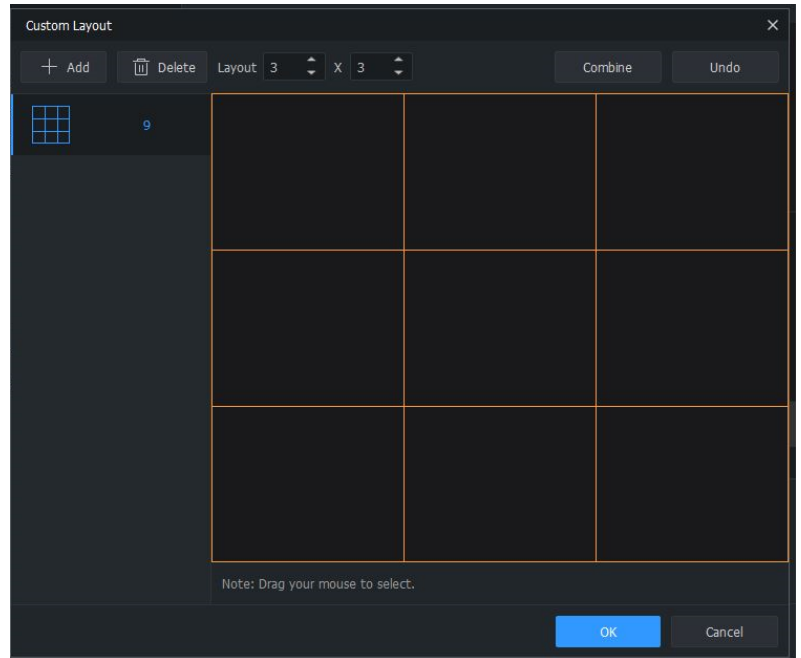 Custom Layout
Add Delete Layout 3 X 3 Combine Undo
9
Note: Drag your mouse to select.
OK Cancel